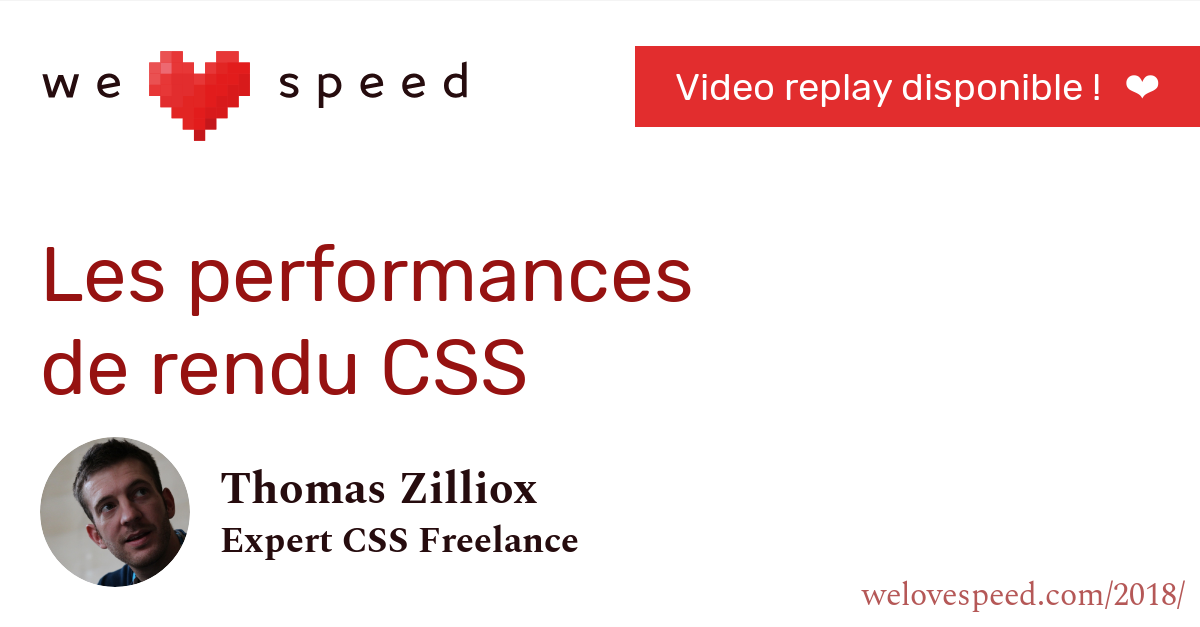 we speed
Video replay disponible ! ❤
Les performances
de rendu CSS
Thomas Zilliox
Expert CSS Freelance
welovespeed.com/2018/